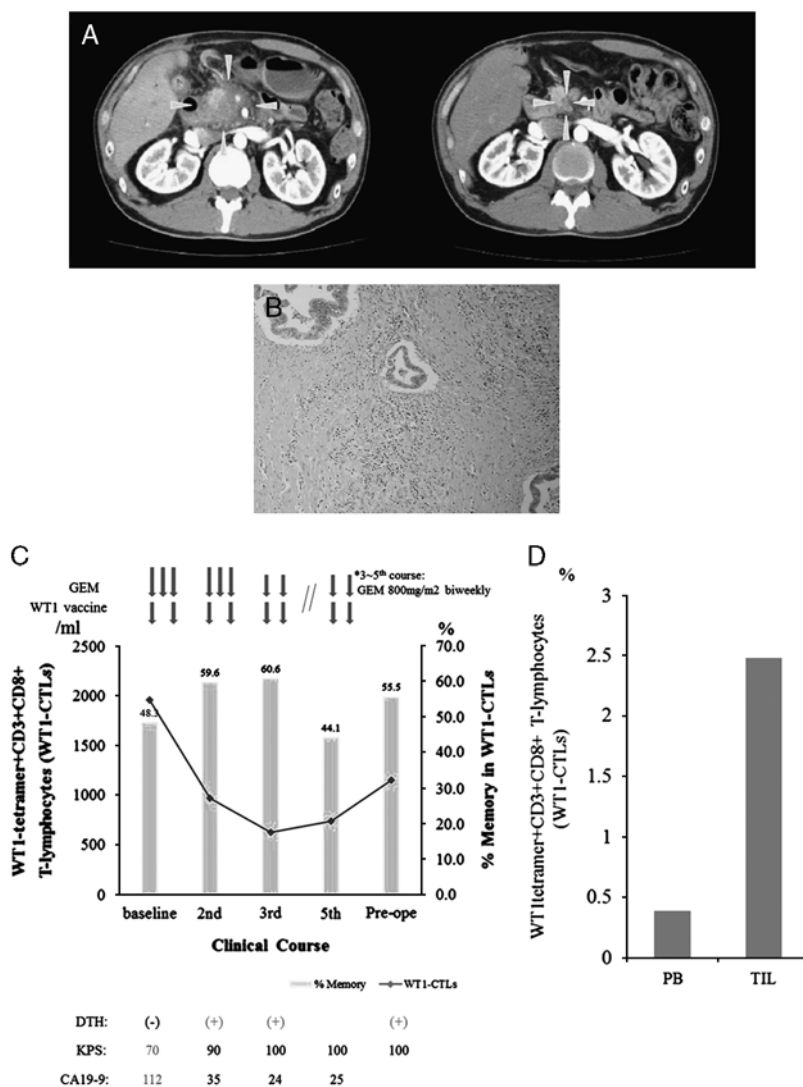 A
B
C
GEM
WT1 vaccine
*3~5th course:
GEM 800mg/m2 biweekly
/ml
%
2500
2000
1500
1000
500
0
WT1-tetramer+CD3+CD8+
T-lymphocytes (WT1-CTLs)
48.3
59.6
60.6
44.1
55.5
70.0
60.0
50.0
40.0
30.0
20.0
10.0
0.0
% Memory in WT1-CTLs
baseline 2nd 3rd 5th Pre-ope
Clinical Course
% Memory WT1-CTLs
DTH: (-) (+) (+) (+)
KPS: 70 90 100 100 100
CA19-9: 112 35 24 25
D
%
3
2.5
2
1.5
1
0.5
0
WT1tetramer+CD3+CD8+ T-lymphocytes
(WT1-CTLs)
PB TIL